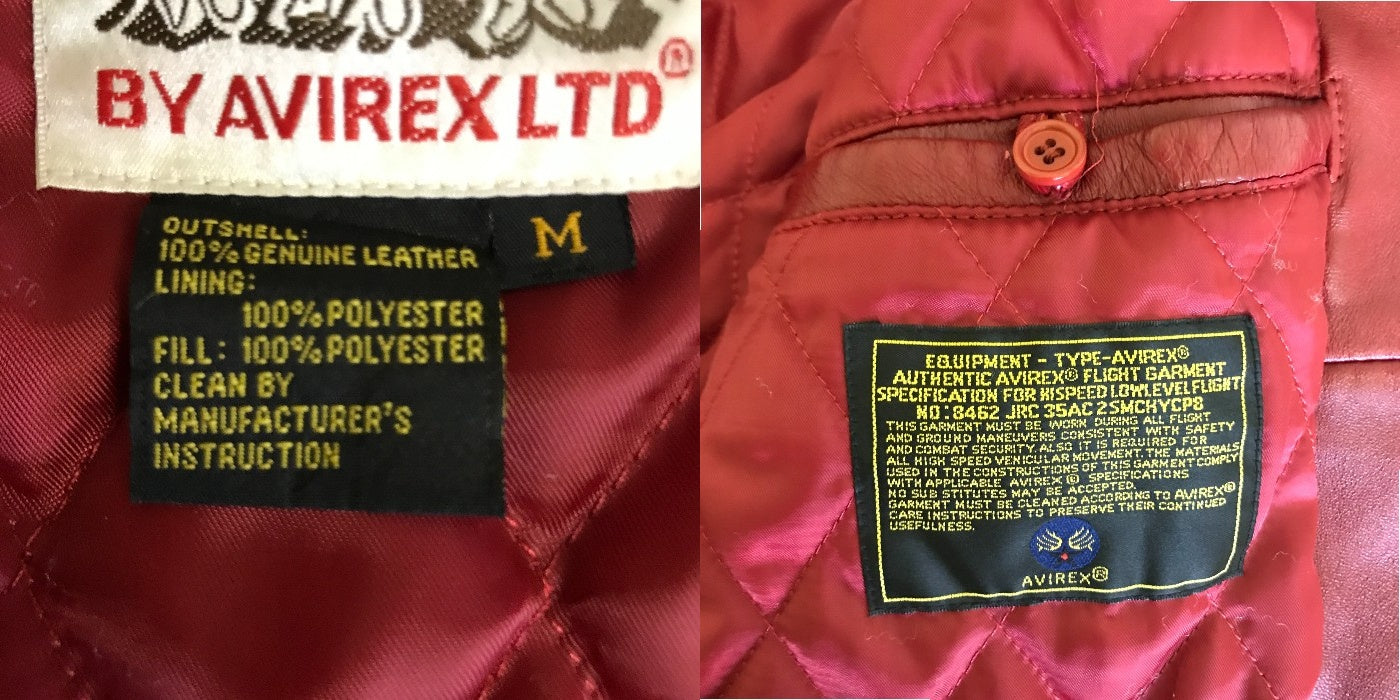 BY AVIREX LTD®
M
OUTSHELL:
100% GENUINE LEATHER
LINING:
100% POLYESTER
FILL: 100% POLYESTER
CLEAN BY
MANUFACTURER'S
INSTRUCTION
EQUIPMENT - TYPE-AVIREX®
AUTHENTIC AVIREX® FLIGHT GARMENT
SPECIFICATION FOR HISPEED LOWLEVEL FLIGHT
NO: 8462 JRC 35AC 2SMCHYCPS
THIS GARMENT MUST BE WORN DURING ALL FLIGHT
AND GROUND MANEUVERS CONSISTENT WITH SAFETY
AND COMBAT SECURITY. ALSO IT IS REQUIRED FOR
ALL HIGH SPEED VEHICULAR MOVEMENT. THE MATERIALS
USED IN THE CONSTRUCTIONS OF THIS GARMENT COMPLY
WITH APPLICABLE AVIREX ® SPECIFICATIONS
NO SUB STITUTES MAY BE ACCEPTED.
GARMENT MUST BE CLEANED ACCORDING TO AVIREX®
CARE INSTRUCTIONS TO PRESERVE THEIR CONTINUED
USEFULNESS.
AVIREX®